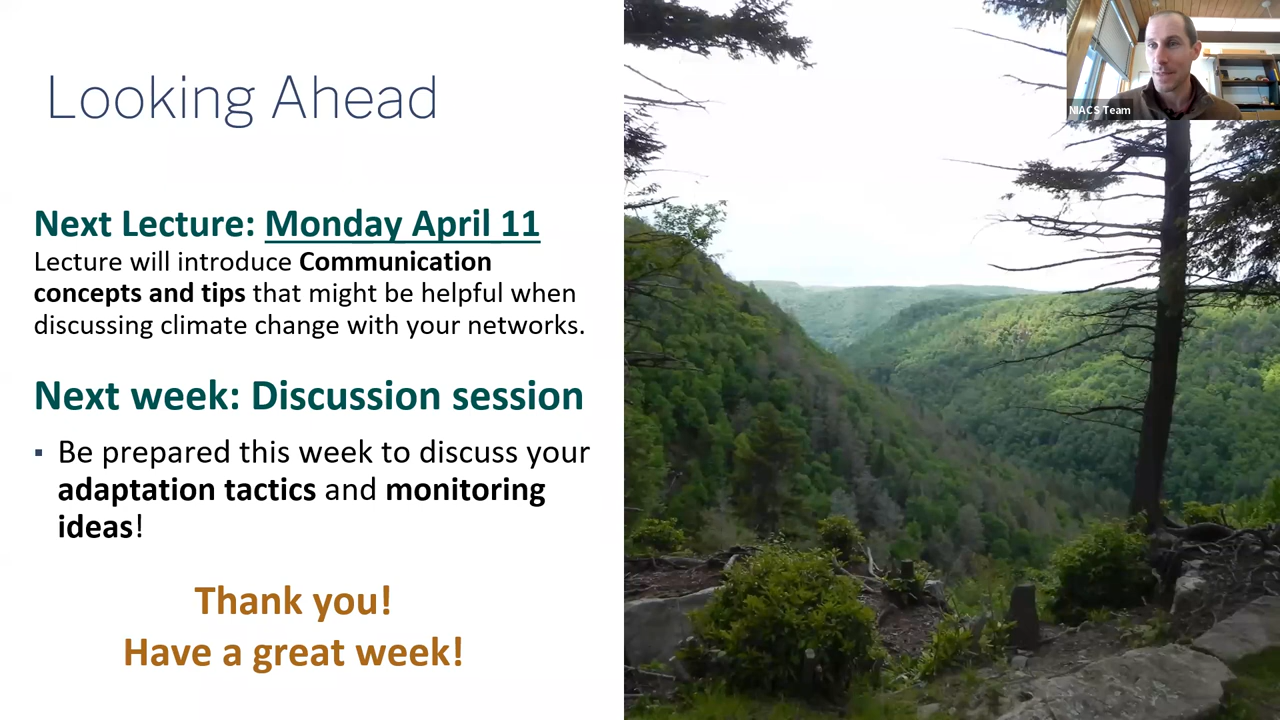 Looking Ahead
NIACS Team
Next Lecture: Monday April 11
Lecture will introduce Communication
concepts and tips that might be helpful when
discussing climate change with your networks.
Next week: Discussion session
▪ Be prepared this week to discuss your
adaptation tactics and monitoring
ideas!
Thank you!
Have a great week!